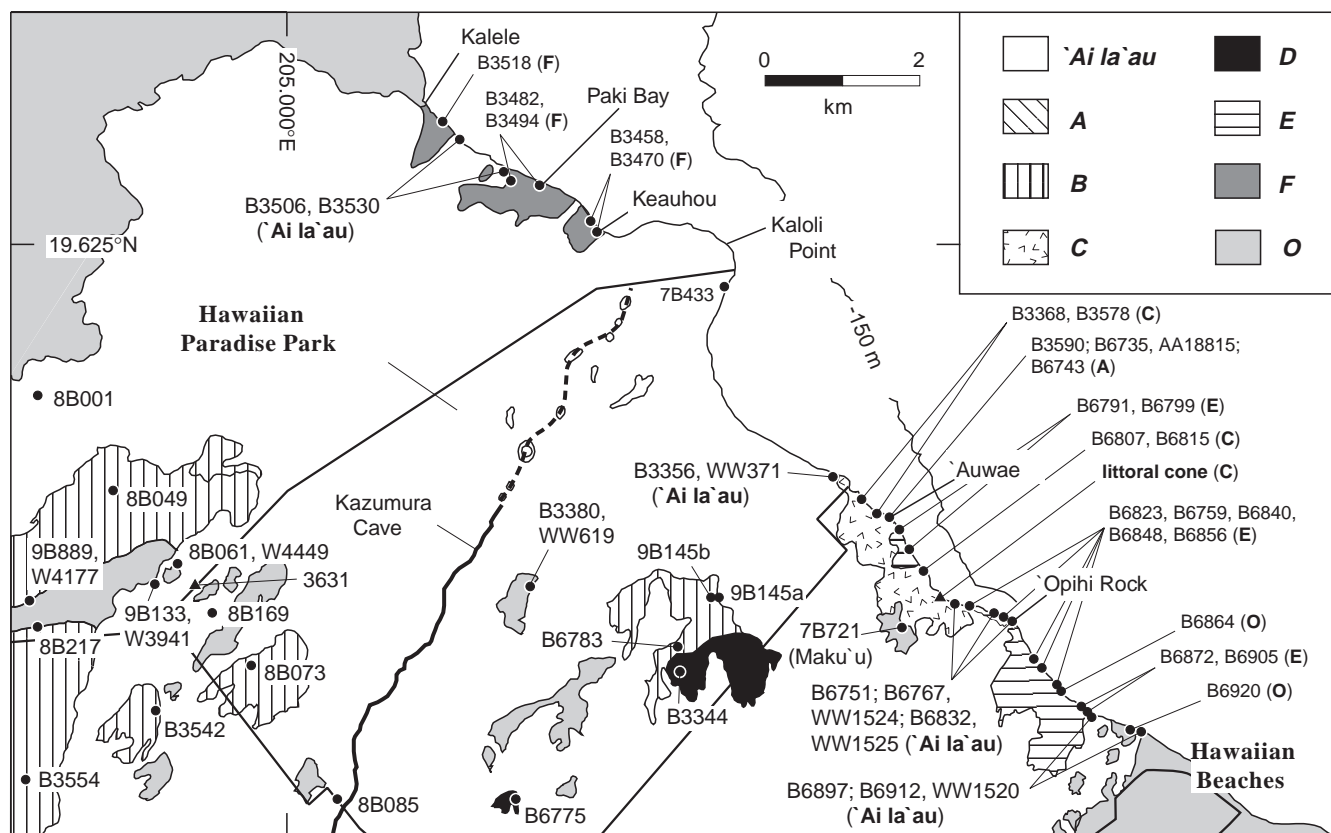 Kalele
B3518 (F)
B3482,
B3494 (F)
Paki Bay
B3458,
B3470 (F)
Keauhou
B3506, B3530
(`Ai la`au)
205.000°E
19.625°N
0
2
km
Kaloli
Point
7B433
-150 m
`Ai la`au
A
B
C
D
E
F
O
Hawaiian
Paradise Park
8B001
8B049
9B889,
W4177
8B061, W4449
3631
9B133,
W3941
8B169
8B217
8B073
B3542
B3554
8B085
Kazumura
Cave
B3380,
WW619
9B145b
9B145a
B6783
B3344
B6775
B3356, WW371
(`Ai la`au)
B3368, B3578 (C)
B3590; B6735, AA18815;
B6743 (A)
B6791, B6799 (E)
B6807, B6815 (C)
`Auwae
littoral cone (C)
B6823, B6759, B6840,
B6848, B6856 (E)
`Opihi Rock
7B721
(Maku`u)
B6864 (O)
B6872, B6905 (E)
B6920 (O)
B6751; B6767,
WW1524; B6832,
WW1525 (`Ai la`au)
Hawaiian
Beaches
B6897; B6912, WW1520
(`Ai la`au)